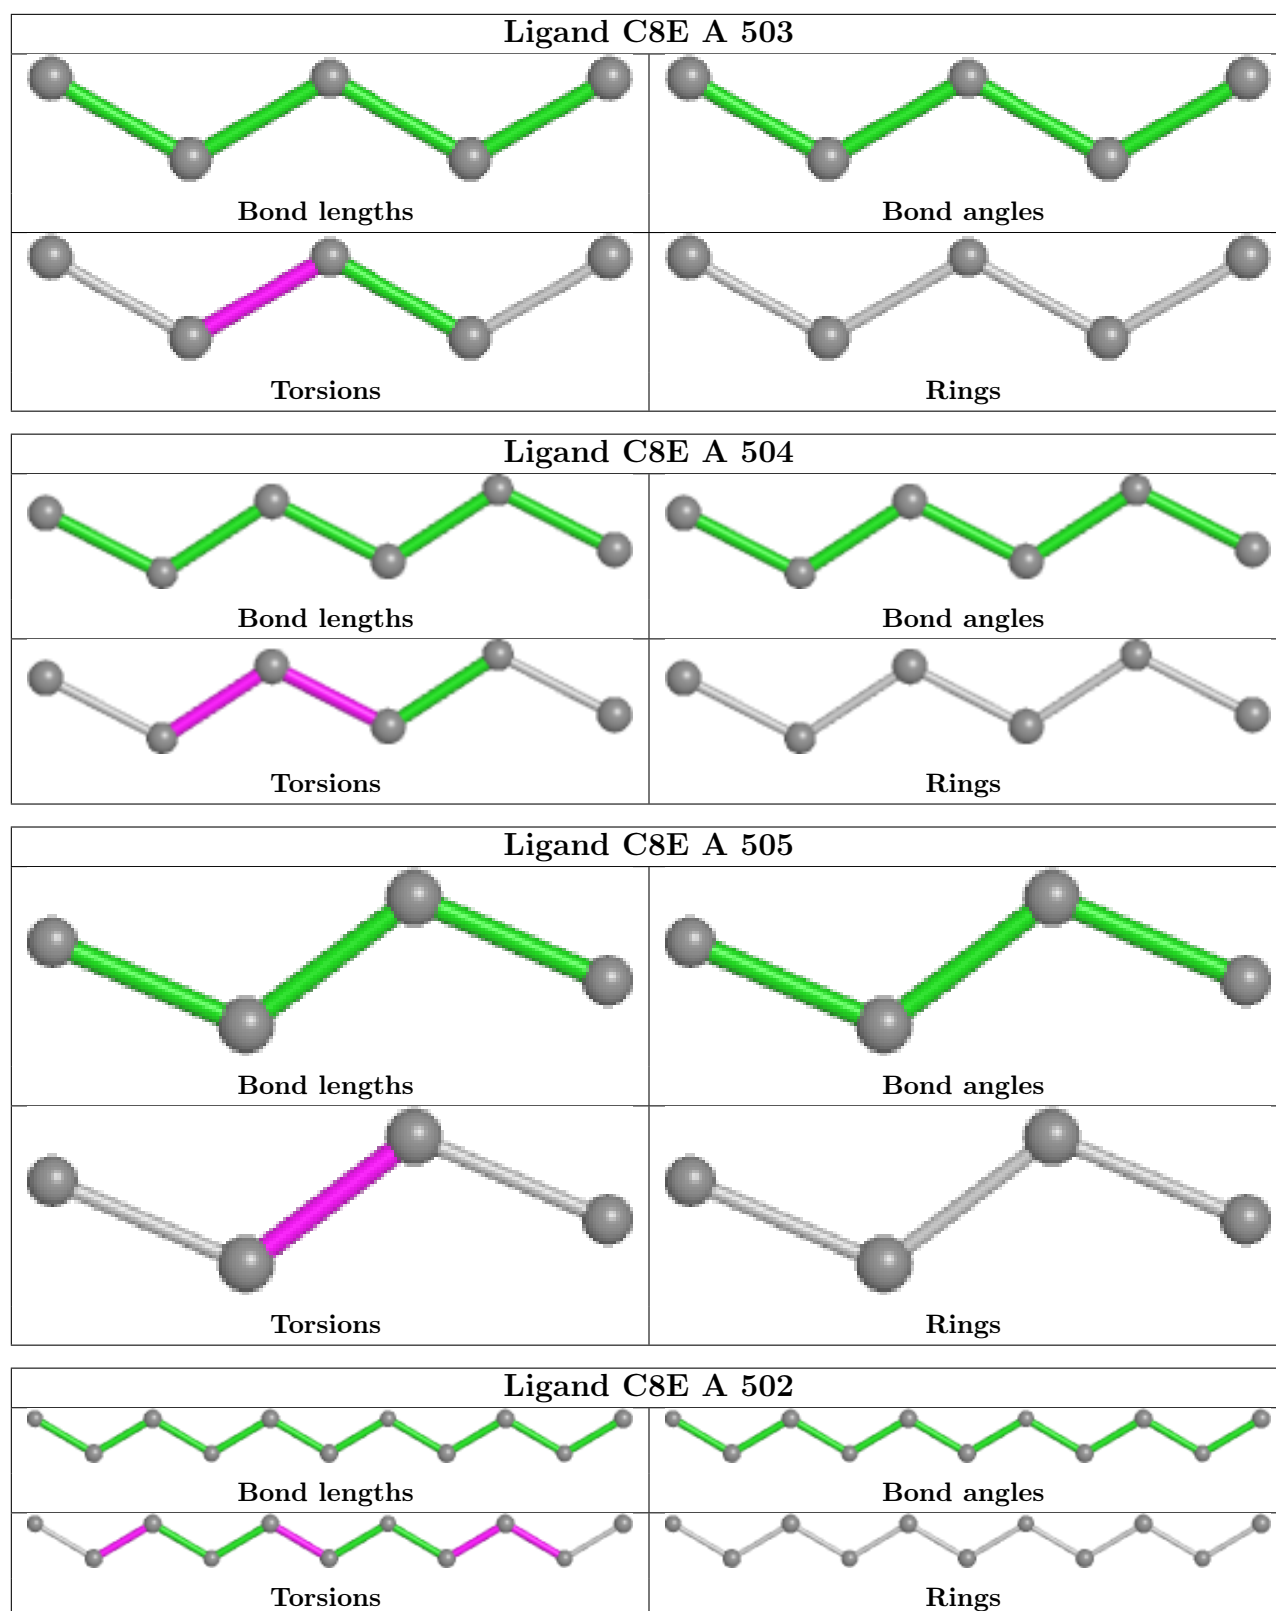 Ligand C8E A 503
Bond lengths
Bond angles
Torsions
Rings
Ligand C8E A 504
Bond lengths
Bond angles
Torsions
Rings
Ligand C8E A 505
Bond lengths
Bond angles
Torsions
Rings
Ligand C8E A 502
Bond lengths
Bond angles
Torsions
Rings